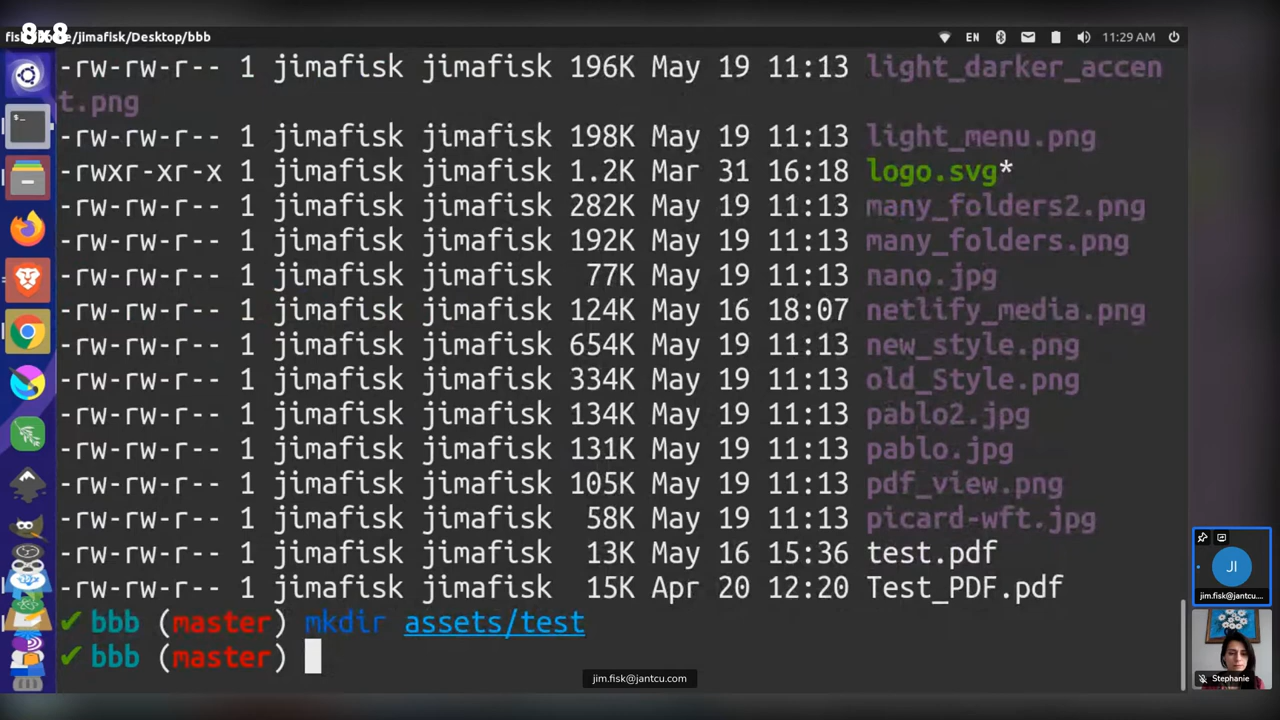 8x8
/jimafisk/Desktop/bbb
EN
11:29 AM
-rw-rw-r-- 1 jimafisk jimafisk 196K May 19 11:13 light_darker_accen
t.png
-rw-rw-r-- 1 jimafisk jimafisk 198K May 19 11:13 light_menu.png
-rwxr-xr-x 1 jimafisk jimafisk 1.2K Mar 31 16:18 logo.svg*
-rw-rw-r-- 1 jimafisk jimafisk 282K May 19 11:13 many_folders2.png
-rw-rw-r-- 1 jimafisk jimafisk 192K May 19 11:13 many_folders.png
-rw-rw-r-- 1 jimafisk jimafisk 77K May 19 11:13 nano.jpg
-rw-rw-r-- 1 jimafisk jimafisk 124K May 16 18:07 netlify_media.png
-rw-rw-r-- 1 jimafisk jimafisk 654K May 19 11:13 new_style.png
-rw-rw-r-- 1 jimafisk jimafisk 334K May 19 11:13 old_Style.png
-rw-rw-r-- 1 jimafisk jimafisk 134K May 19 11:13 pablo2.jpg
-rw-rw-r-- 1 jimafisk jimafisk 131K May 19 11:13 pablo.jpg
-rw-rw-r-- 1 jimafisk jimafisk 105K May 19 11:13 pdf_view.png
-rw-rw-r-- 1 jimafisk jimafisk 58K May 19 11:13 picard-wft.jpg
-rw-rw-r-- 1 jimafisk jimafisk 13K May 16 15:36 test.pdf
-rw-rw-r-- 1 jimafisk jimafisk 15K Apr 20 12:20 Test_PDF.pdf
✔ bbb (master) mkdir assets/test
✔ bbb (master)
JI
jim.fisk@jantcu....
Stephanie
jim.fisk@jantcu.com